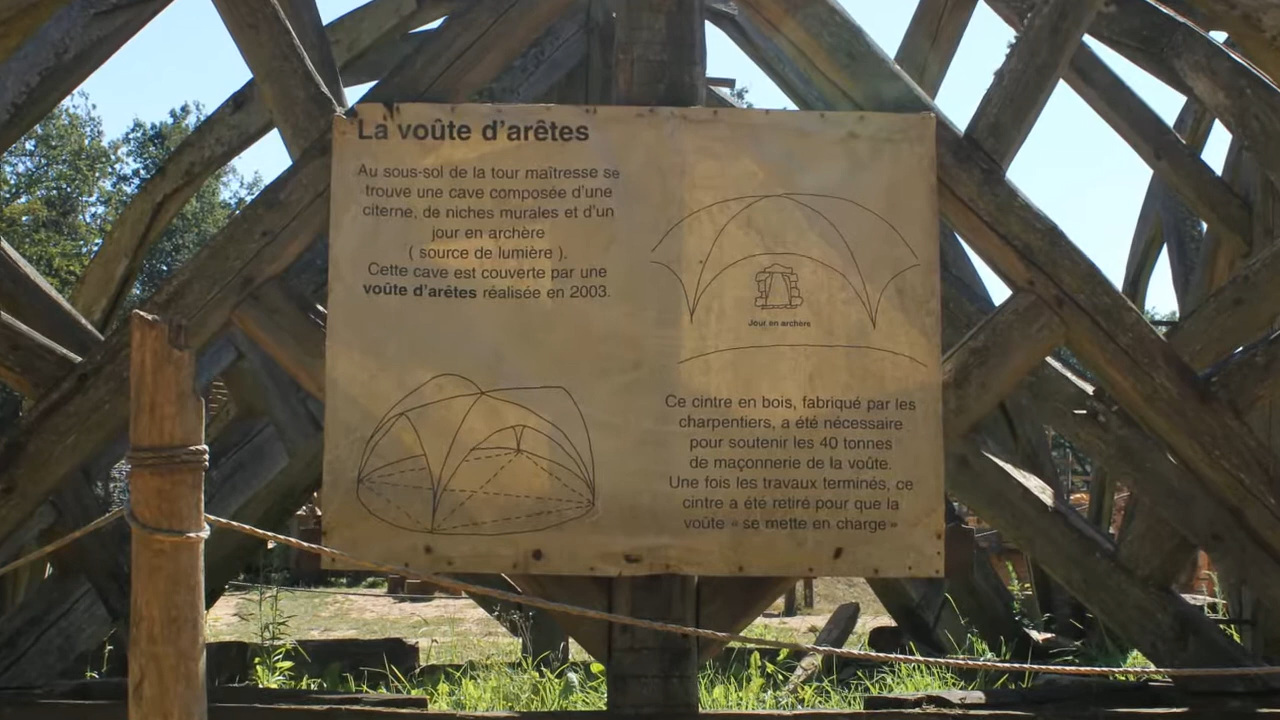 La voûte d'arêtes
Au sous-sol de la tour maîtresse se
trouve une cave composée d'une
citerne, de niches murales et d'un
jour en archère
( source de lumière ).
Cette cave est couverte par une
voûte d'arêtes réalisée en 2003.
Jour en archère
Ce cintre en bois, fabriqué par les
charpentiers, a été nécessaire
pour soutenir les 40 tonnes
de maçonnerie de la voûte.
Une fois les travaux terminés, ce
cintre a été retiré pour que la
voûte « se mette en charge »